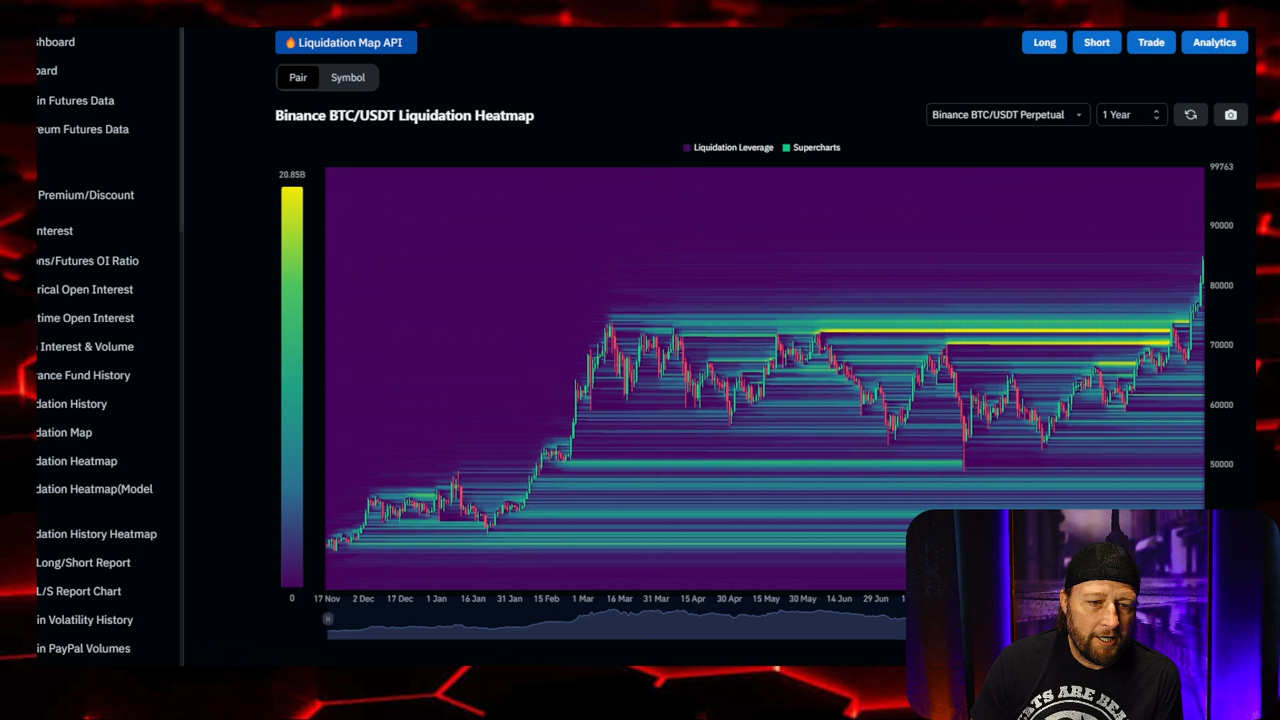 shboard
oard
in Futures Data
reum Futures Data
Premium/Discount
nterest
ons/Futures OI Ratio
rical Open Interest
time Open Interest
Interest & Volume
rance Fund History
dation History
dation Map
dation Heatmap
dation Heatmap(Model
dation History Heatmap
Long/Short Report
L/S Report Chart
in Volatility History
in PayPal Volumes
Liquidation Map API
Long Short Trade Analytics
Pair Symbol
Binance BTC/USDT Liquidation Heatmap
Binance BTC/USDT Perpetual 1 Year
Liquidation Leverage Supercharts
20.85B
0
99763
90000
80000
70000
60000
50000
17 Nov 2 Dec 17 Dec 1 Jan 16 Jan 31 Jan 15 Feb 1 Mar 16 Mar 31 Mar 15 Apr 30 Apr 15 May 30 May 14 Jun 29 Jun